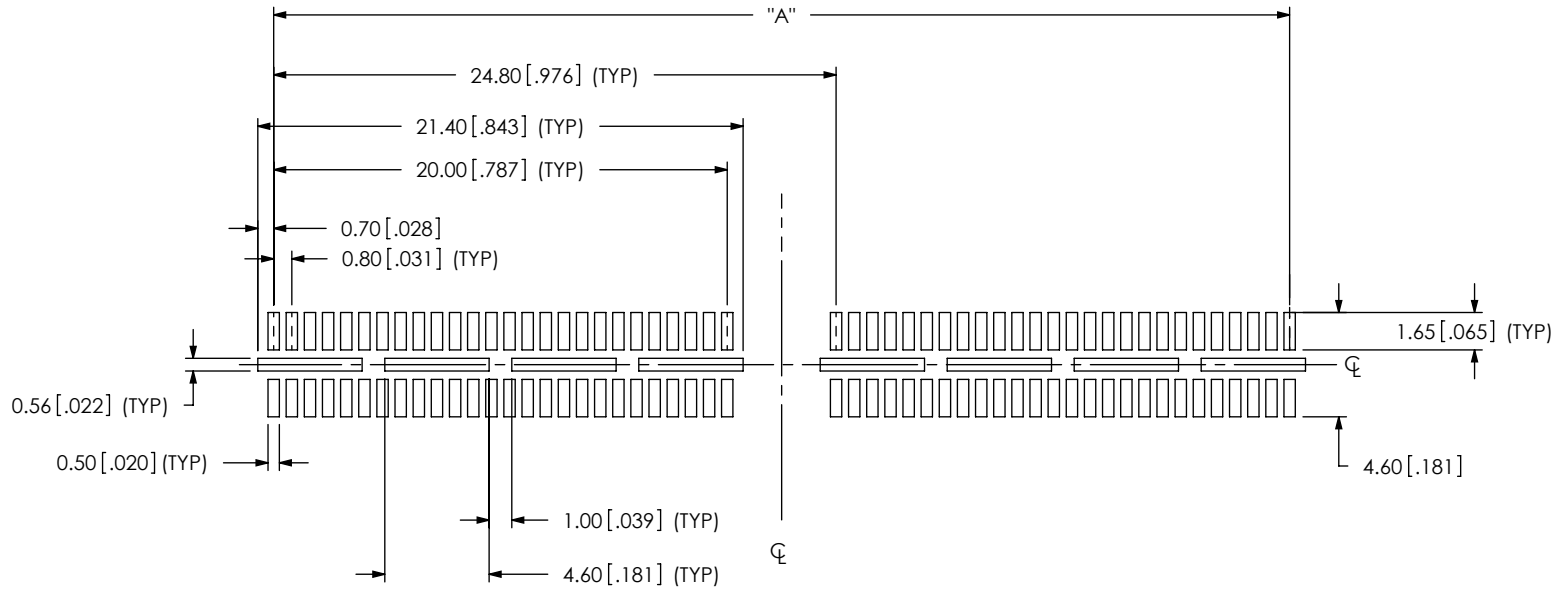 "A"
24.80[.976] (TYP)
21.40[.843] (TYP)
20.00[.787] (TYP)
0.70[.028]
0.80[.031] (TYP)
1.65[.065] (TYP)
℄
0.56[.022] (TYP)
0.50[.020](TYP)
4.60[.181]
1.00[.039] (TYP)
℄
4.60[.181] (TYP)